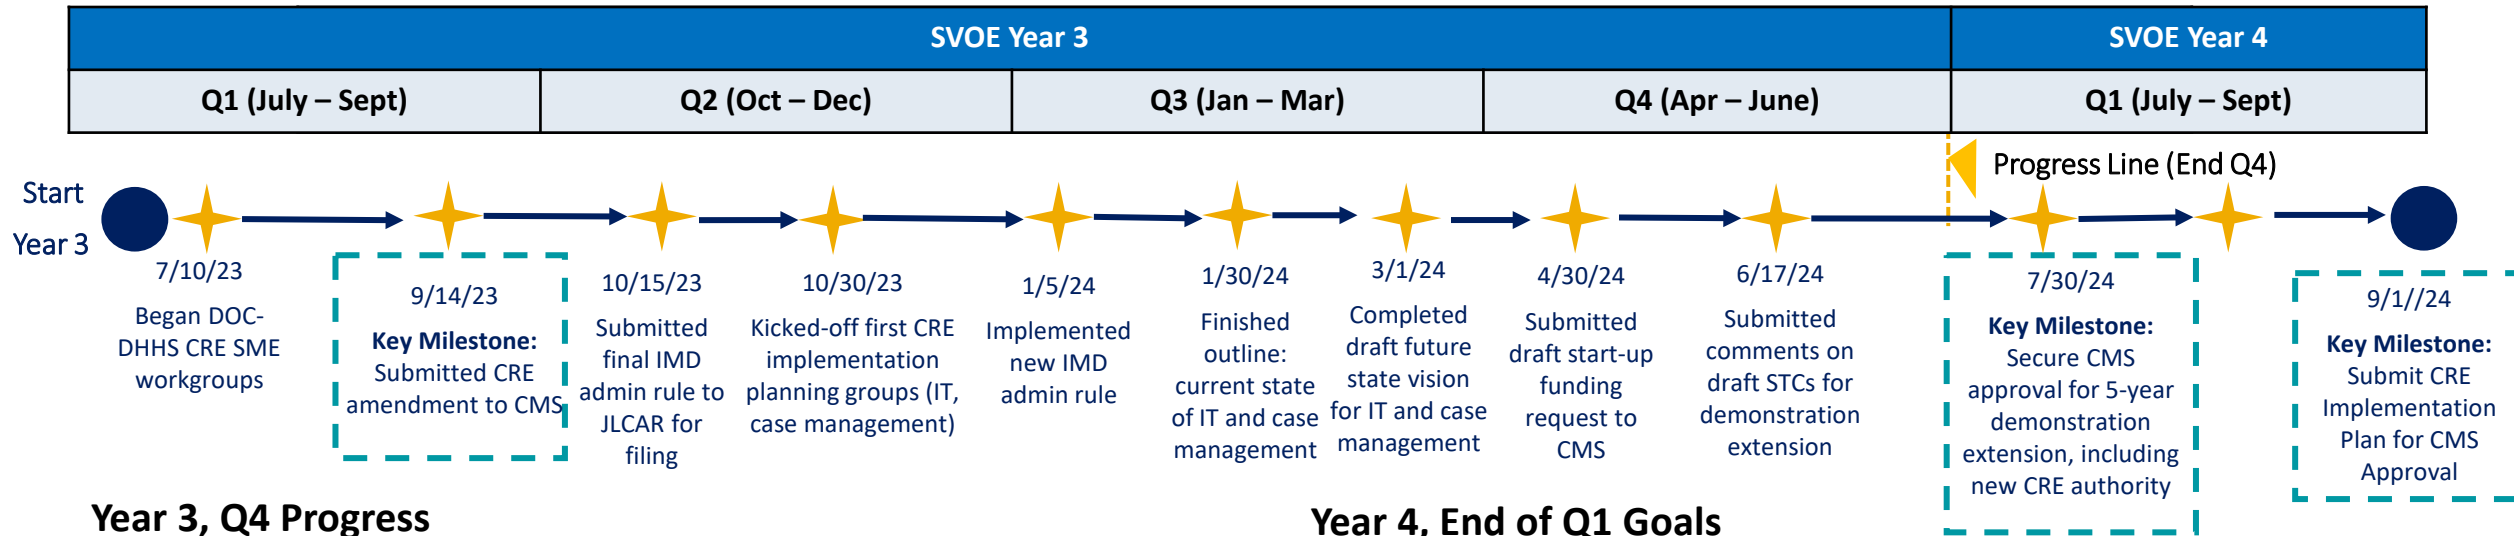 SVOE Year 3
SVOE Year 4
Q1 (July – Sept)
Q2 (Oct – Dec)
Q3 (Jan – Mar)
Q4 (Apr – June)
Q1 (July – Sept)
Progress Line (End Q4)
Start
Year 3
7/10/23
Began DOC-
DHHS CRE SME
workgroups
9/14/23
Key Milestone:
Submitted CRE
amendment to CMS
10/15/23
Submitted
final IMD
admin rule to
JLCAR for
filing
10/30/23
Kicked-off first CRE
implementation
planning groups (IT,
case management)
1/5/24
Implemented
new IMD
admin rule
1/30/24
Finished
outline:
current state
of IT and case
management
3/1/24
Completed
draft future
state vision
for IT and case
management
4/30/24
Submitted
draft start-up
funding
request to
CMS
6/17/24
Submitted
comments on
draft STCs for
demonstration
extension
7/30/24
Key Milestone:
Secure CMS
approval for 5-year
demonstration
extension, including
new CRE authority
9/1//24
Key Milestone:
Submit CRE
Implementation
Plan for CMS
Approval
Year 3, Q4 Progress
Year 4, End of Q1 Goals